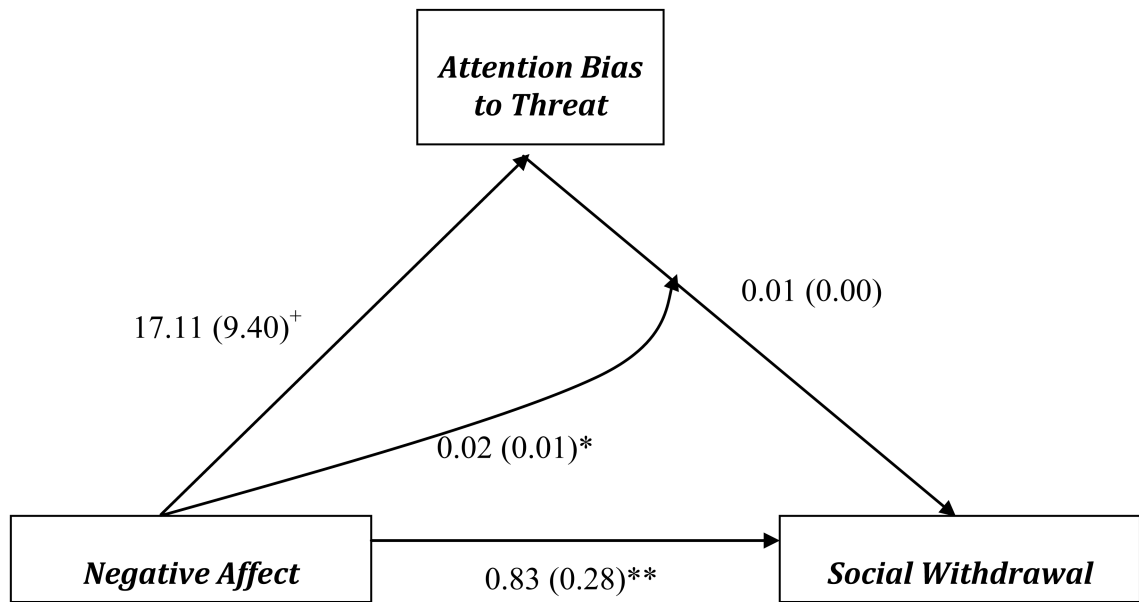 Attention Bias
to Threat
0.01 (0.00)
17.11 (9.40)⁺
0.02 (0.01)*
Negative Affect
0.83 (0.28)**
Social Withdrawal